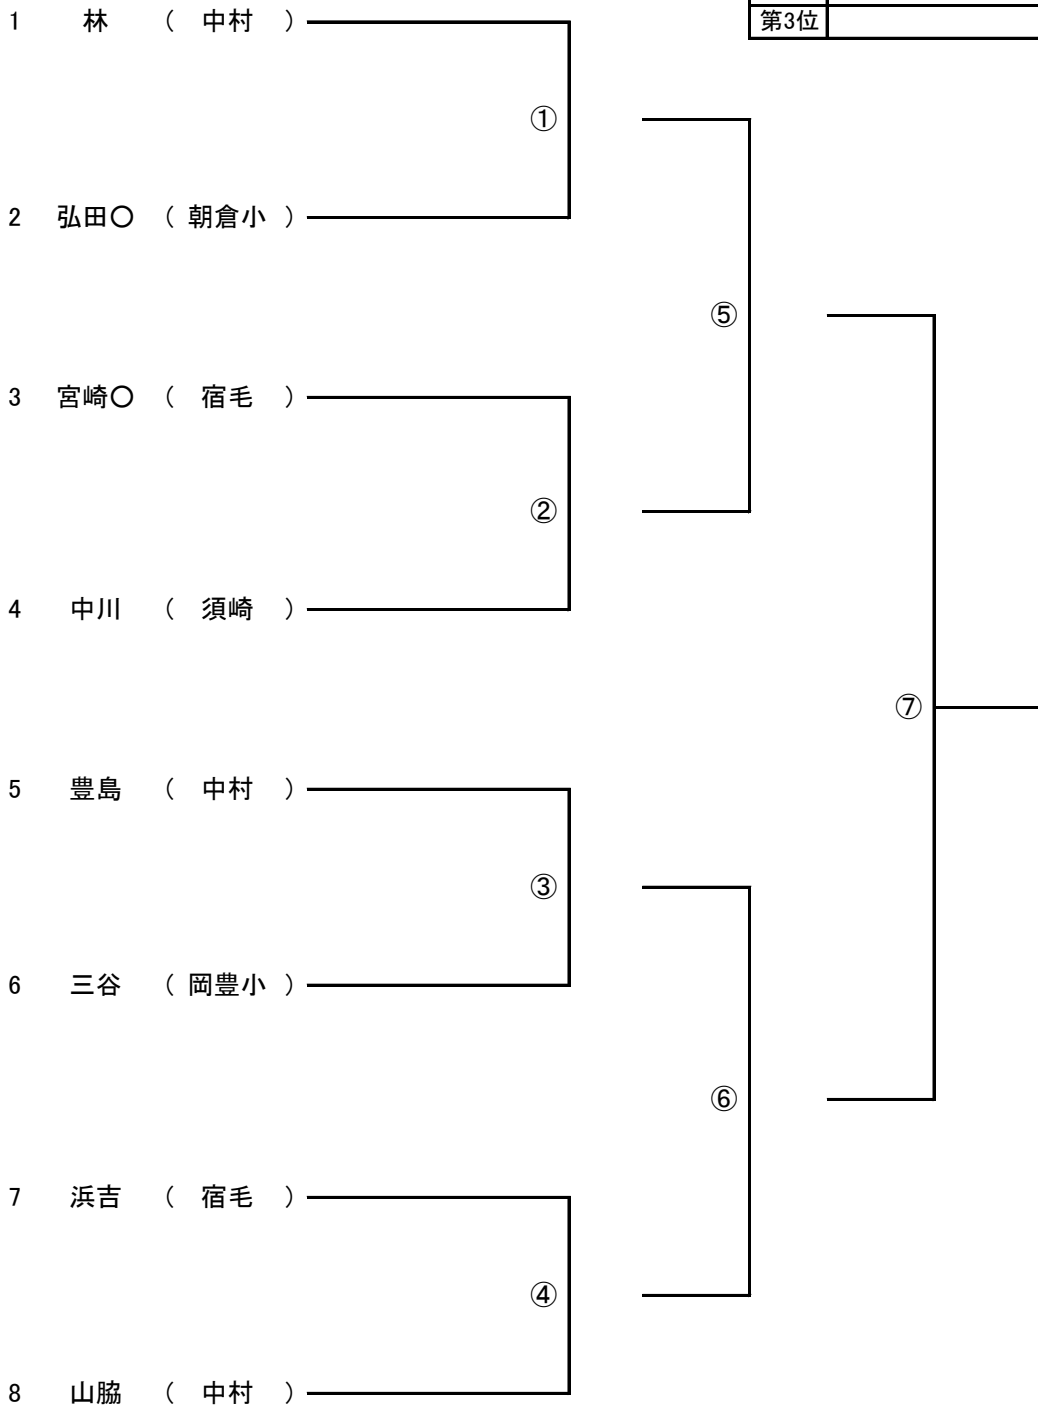 1 林 ( 中村 )
第3位
①
2 弘田〇 ( 朝倉小 )
⑤
3 宮崎〇 ( 宿毛 )
②
4 中川 ( 須崎 )
⑦
5 豊島 ( 中村 )
③
6 三谷 ( 岡豊小 )
⑥
7 浜吉 ( 宿毛 )
④
8 山脇 ( 中村 )